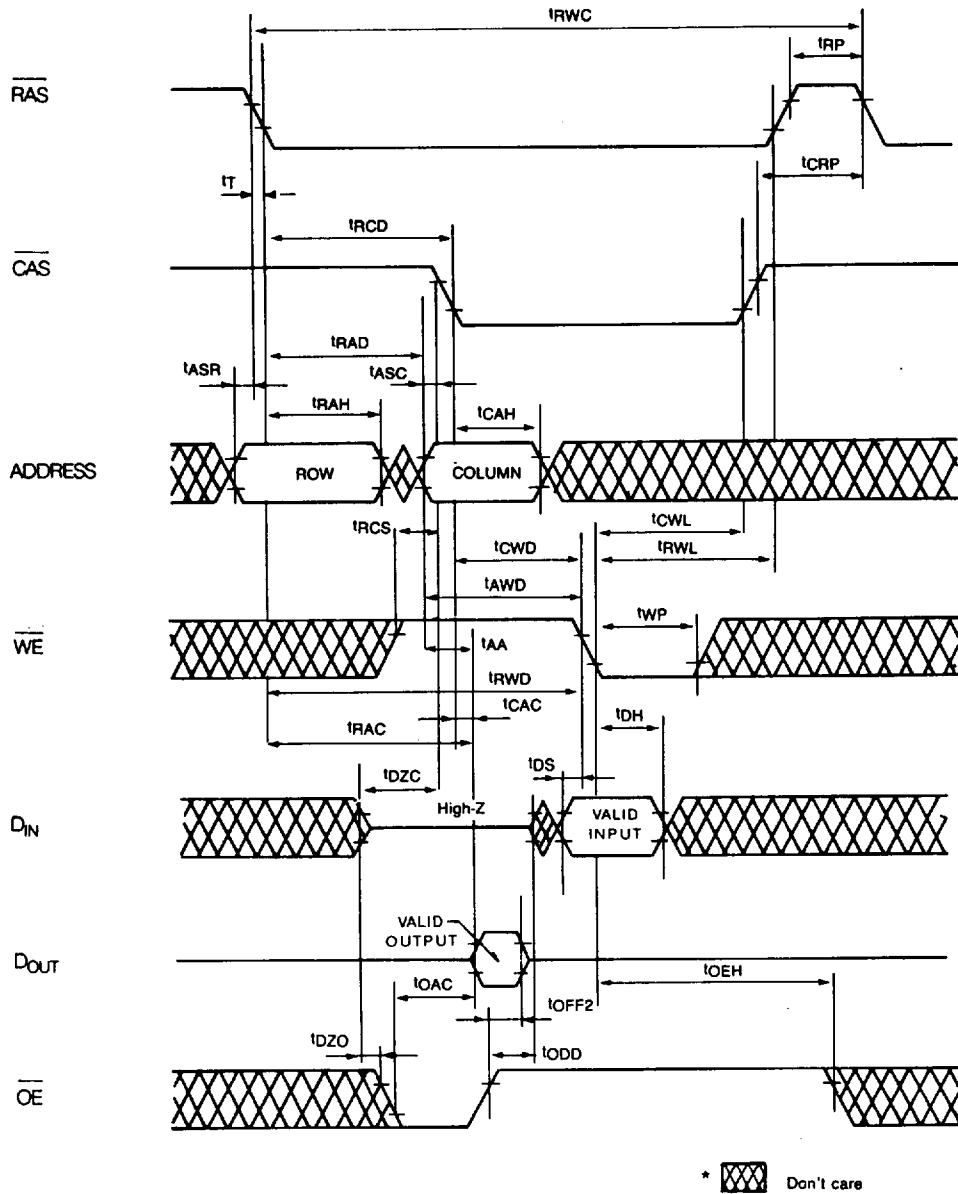 tRWC
tRP
RAS
tCRP
tT
tRCD
CAS
tRAD
tASR
tASC
tRAH
tCAH
ADDRESS
ROW
COLUMN
tRCS
tCWL
tCWD
tRWL
tAWD
tWP
WE
tAA
tRWD
tCAC
tDH
tRAC
tDS
tDZC
High-Z
DIN
VALID
INPUT
VALID
OUTPUT
DOUT
tOEH
tOAC
tOFF2
tDZO
tODD
OE
* Don't care